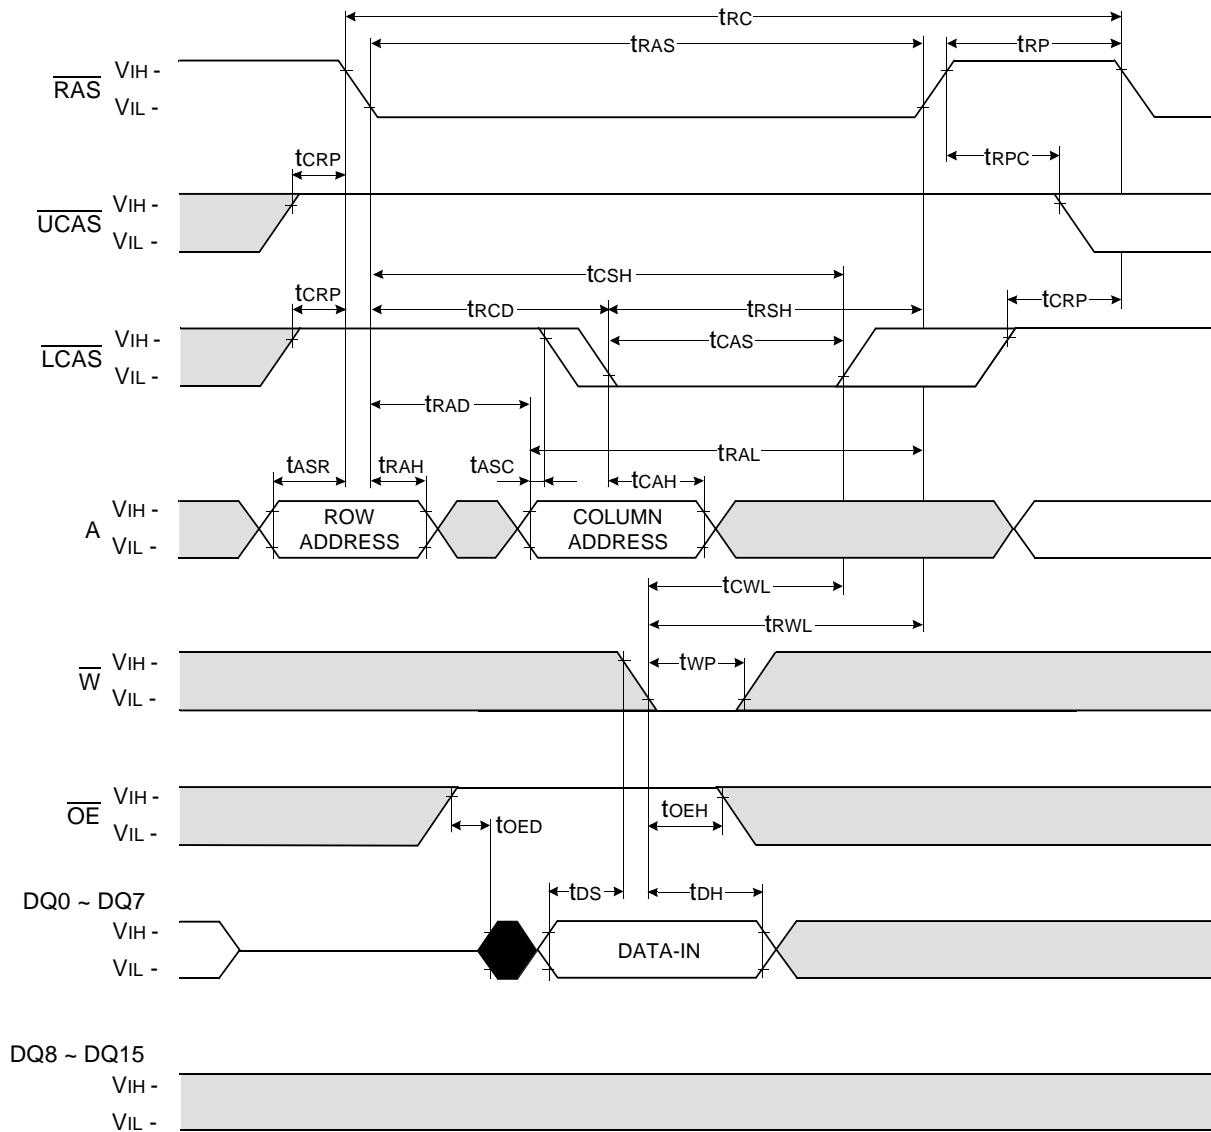 tRC
tRAS
tRP
RAS
VIH -
VIL -
tCRP
tRPC
UCAS
VIH -
VIL -
tCSH
tCRP
tRCD
tRSH
tCRP
LCAS
VIH -
VIL -
tCAS
tRAD
tRAL
tASR
tRAH
tASC
tCAH
A
VIH -
VIL -
ROW
ADDRESS
COLUMN
ADDRESS
tCWL
tRWL
W
VIH -
VIL -
tWP
OE
VIH -
VIL -
tOED
tOEH
DQ0 ~ DQ7
tDS
tDH
VIH -
VIL -
DATA-IN
DQ8 ~ DQ15
VIH -
VIL -